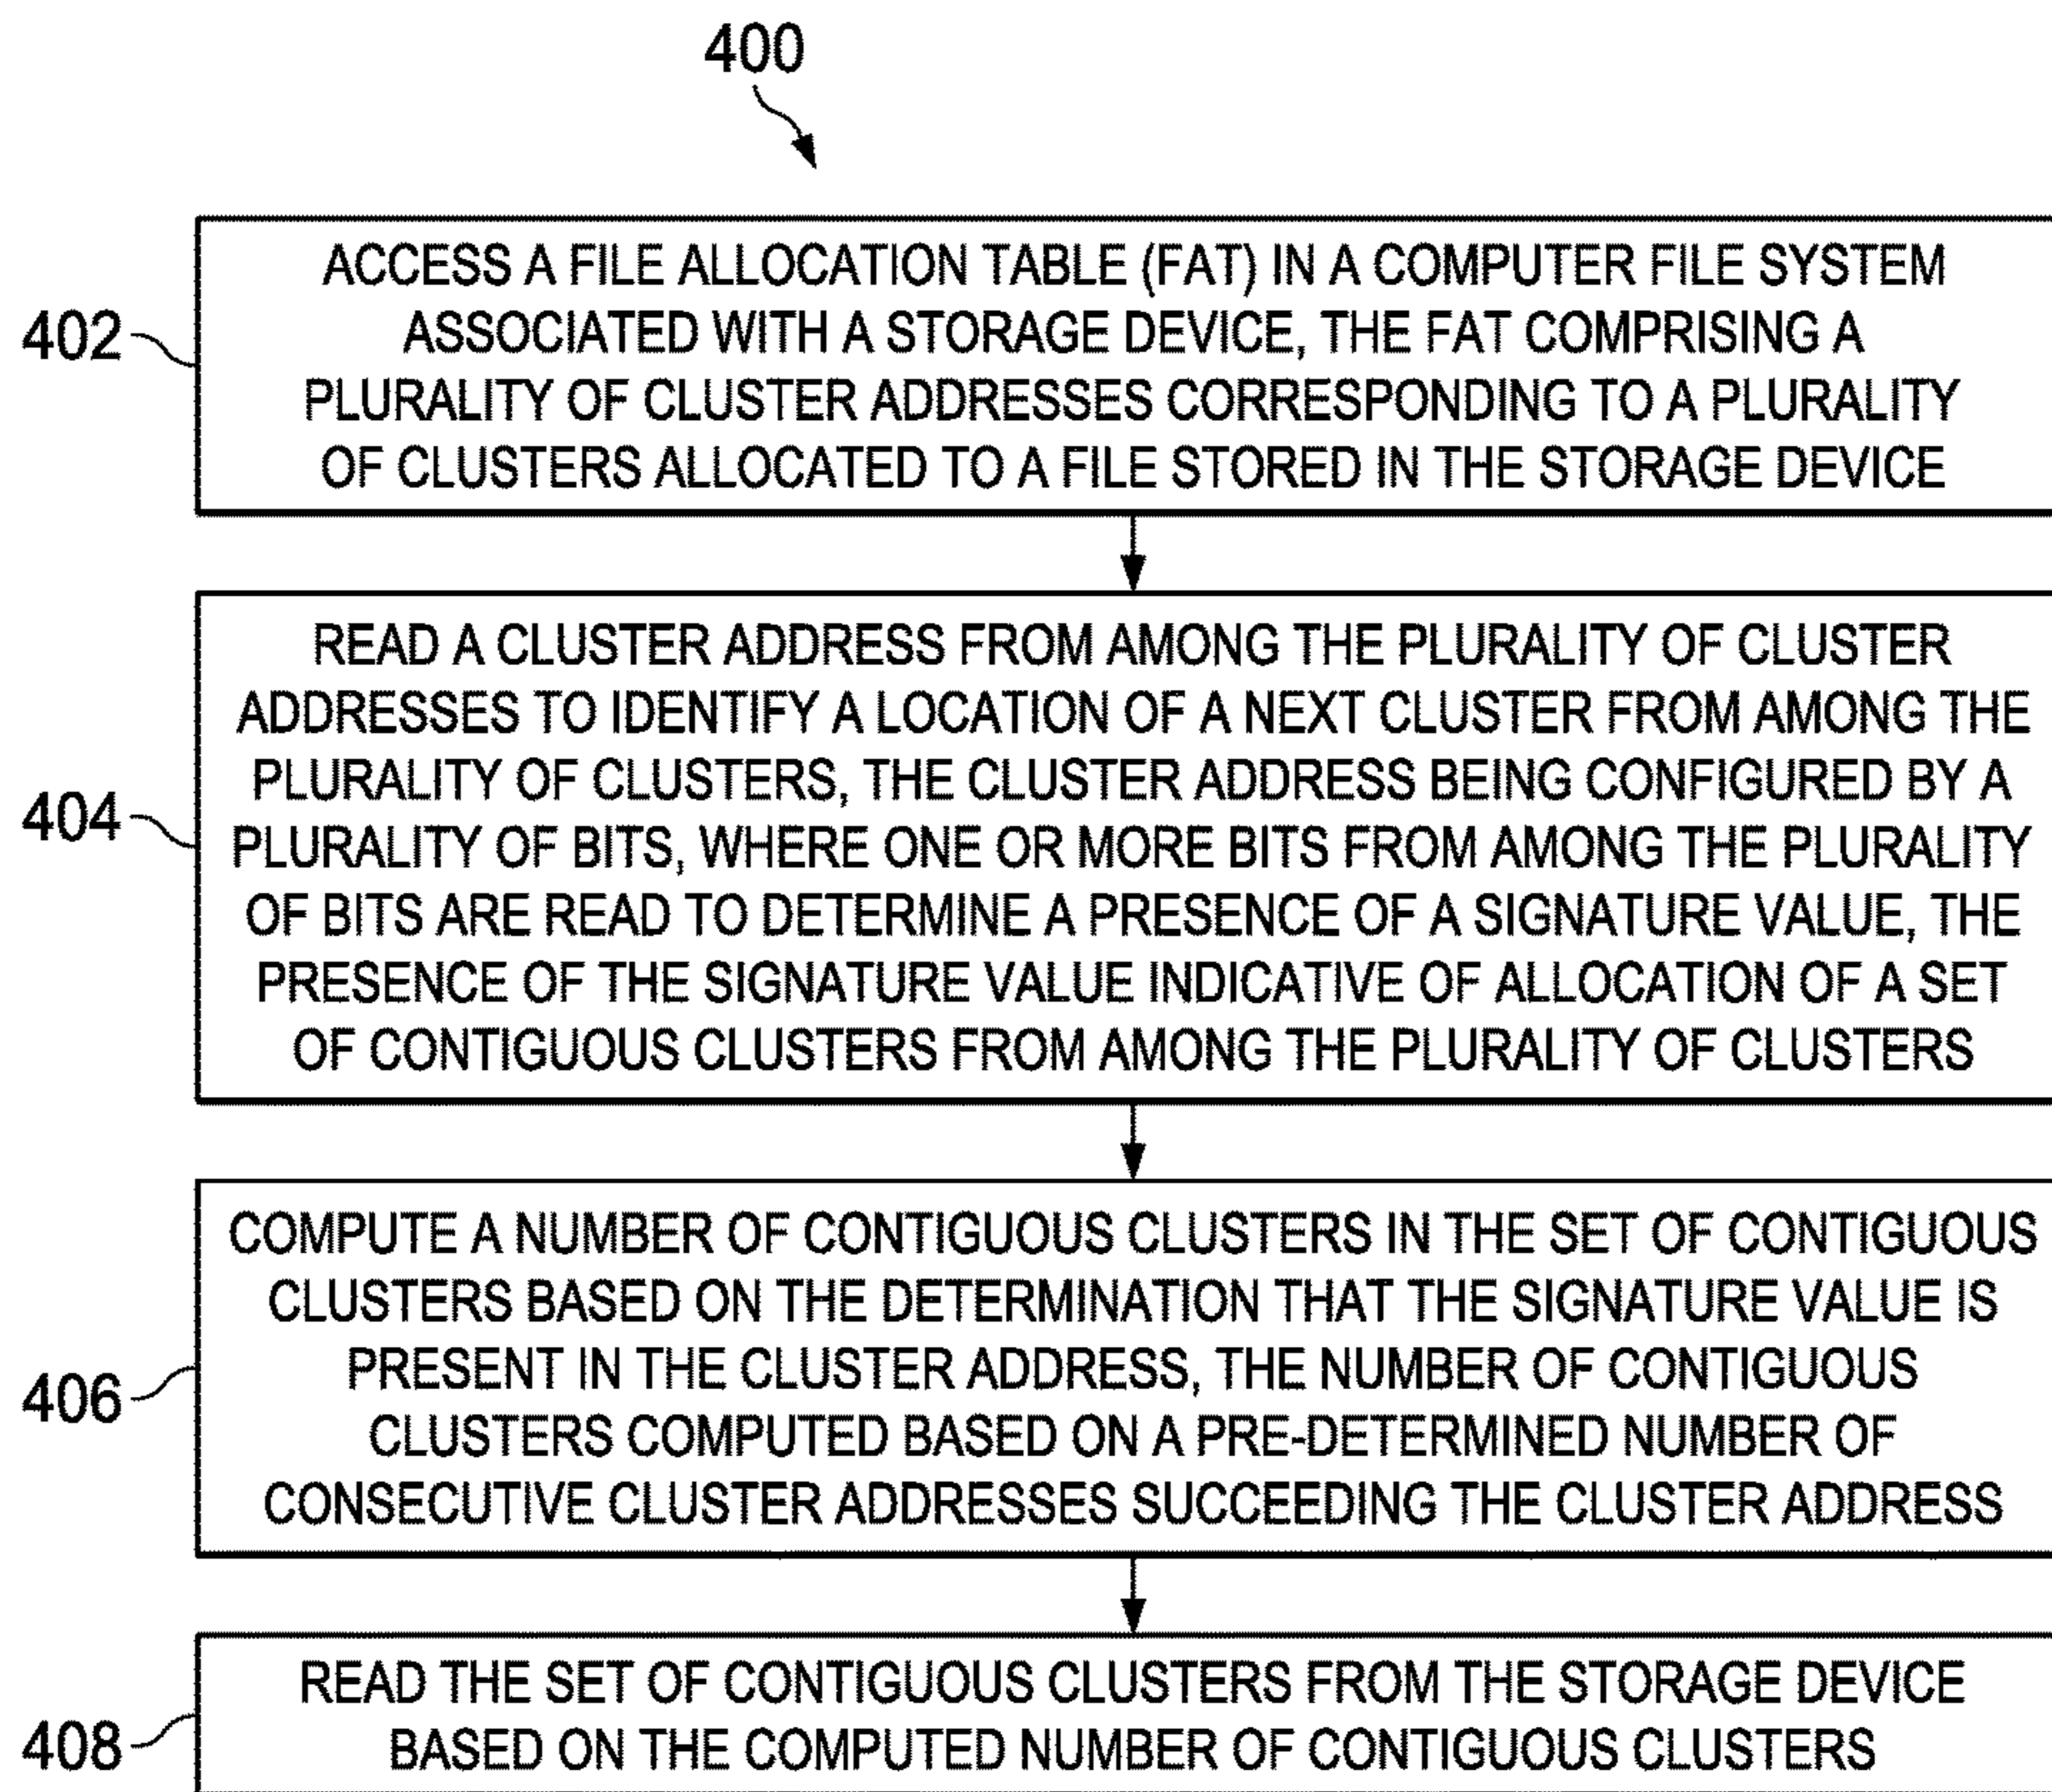 400
402
ACCESS A FILE ALLOCATION TABLE (FAT) IN A COMPUTER FILE SYSTEM
ASSOCIATED WITH A STORAGE DEVICE, THE FAT COMPRISING A
PLURALITY OF CLUSTER ADDRESSES CORRESPONDING TO A PLURALITY
OF CLUSTERS ALLOCATED TO A FILE STORED IN THE STORAGE DEVICE
404
READ A CLUSTER ADDRESS FROM AMONG THE PLURALITY OF CLUSTER
ADDRESSES TO IDENTIFY A LOCATION OF A NEXT CLUSTER FROM AMONG THE
PLURALITY OF CLUSTERS, THE CLUSTER ADDRESS BEING CONFIGURED BY A
PLURALITY OF BITS, WHERE ONE OR MORE BITS FROM AMONG THE PLURALITY
OF BITS ARE READ TO DETERMINE A PRESENCE OF A SIGNATURE VALUE, THE
PRESENCE OF THE SIGNATURE VALUE INDICATIVE OF ALLOCATION OF A SET
OF CONTIGUOUS CLUSTERS FROM AMONG THE PLURALITY OF CLUSTERS
406
COMPUTE A NUMBER OF CONTIGUOUS CLUSTERS IN THE SET OF CONTIGUOUS
CLUSTERS BASED ON THE DETERMINATION THAT THE SIGNATURE VALUE IS
PRESENT IN THE CLUSTER ADDRESS, THE NUMBER OF CONTIGUOUS
CLUSTERS COMPUTED BASED ON A PRE-DETERMINED NUMBER OF
CONSECUTIVE CLUSTER ADDRESSES SUCCEEDING THE CLUSTER ADDRESS
408
READ THE SET OF CONTIGUOUS CLUSTERS FROM THE STORAGE DEVICE
BASED ON THE COMPUTED NUMBER OF CONTIGUOUS CLUSTERS